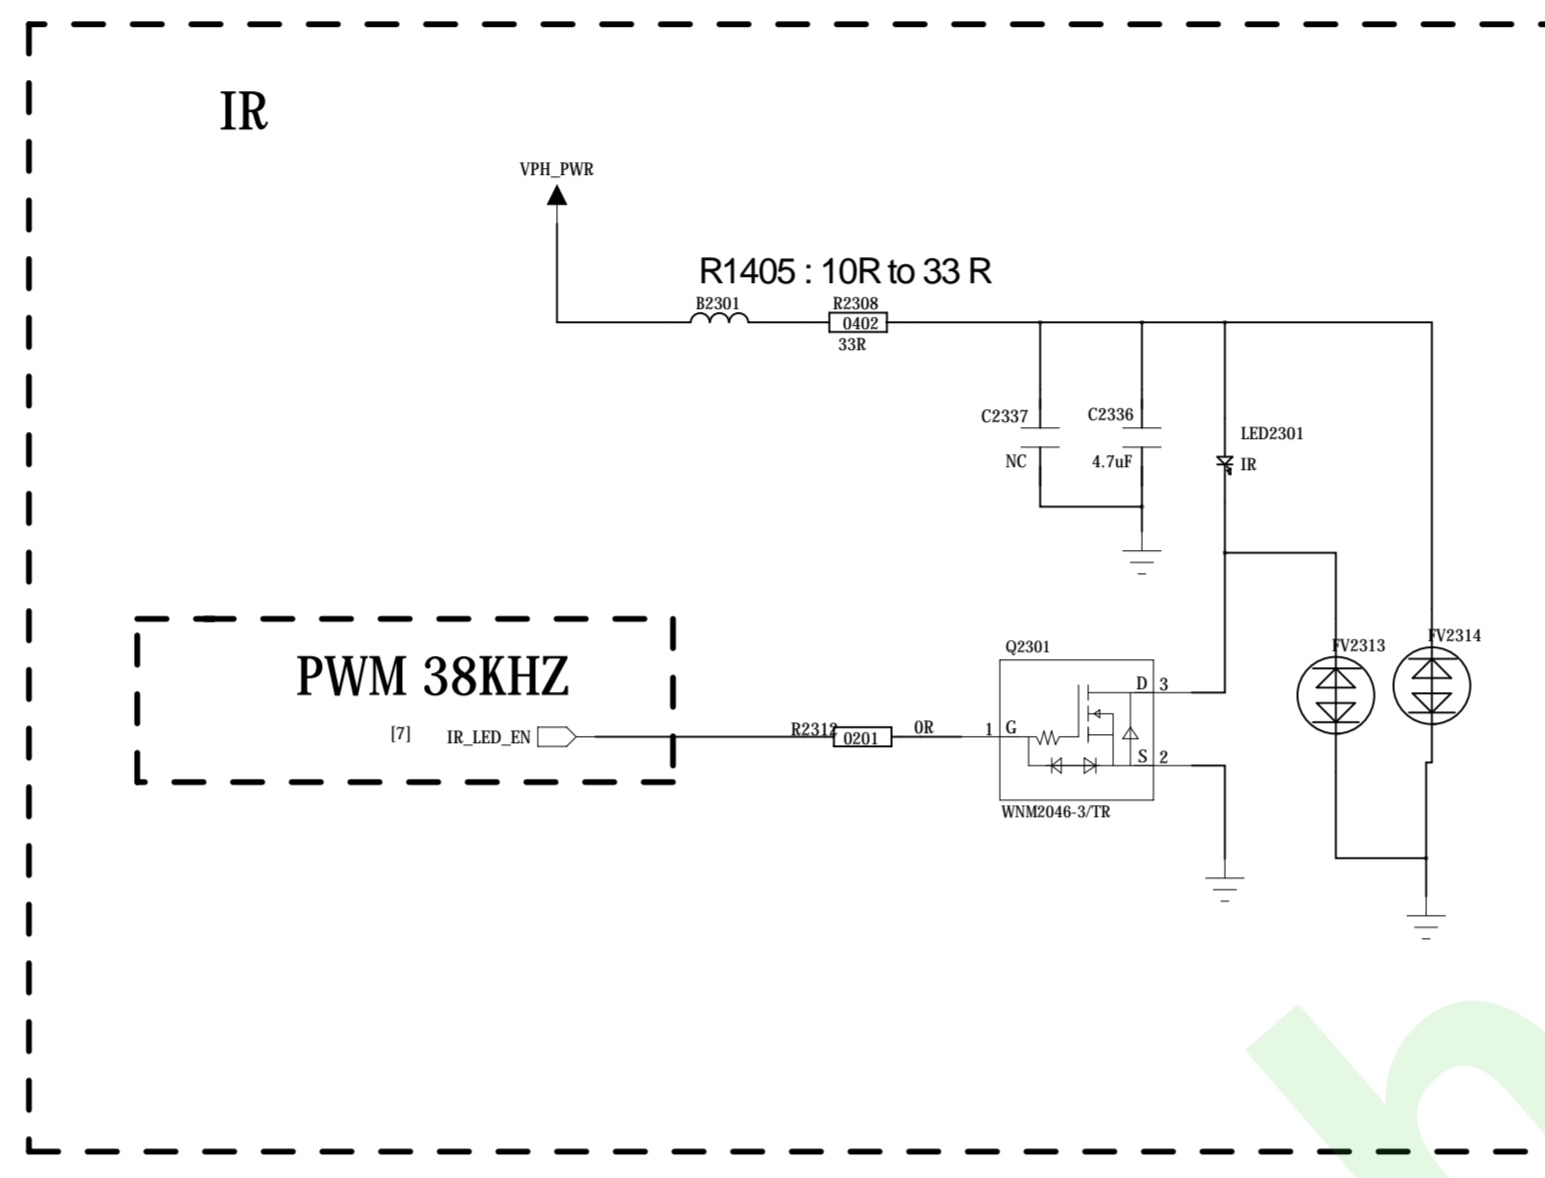 IR
VPH_PWR
R1405 : 10R to 33 R
B2301
R2308
0402
33R
C2337
C2336
NC
4.7uF
LED2301
IR
PWM 38KHZ
[7]
IR_LED_EN
R2312
0201
0R
Q2301
1
G
D
3
S
2
WNM2046-3/TR
FV2313
FV2314